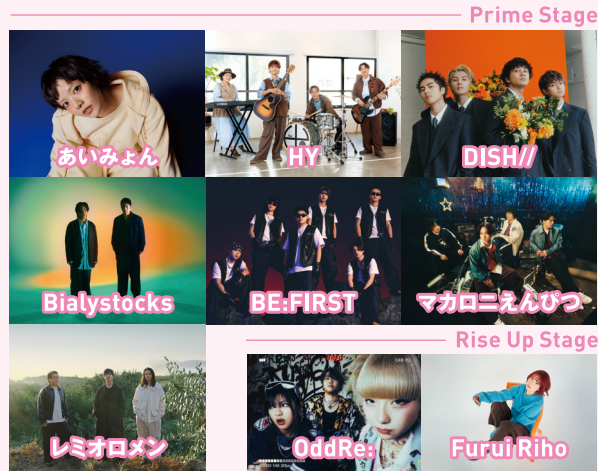 Prime Stage
あいみょん
HY
DISH//
Bialystocks
BE:FIRST
マカロニえんぴつ
Rise Up Stage
レミオロメン
OddRe:
Furui Riho